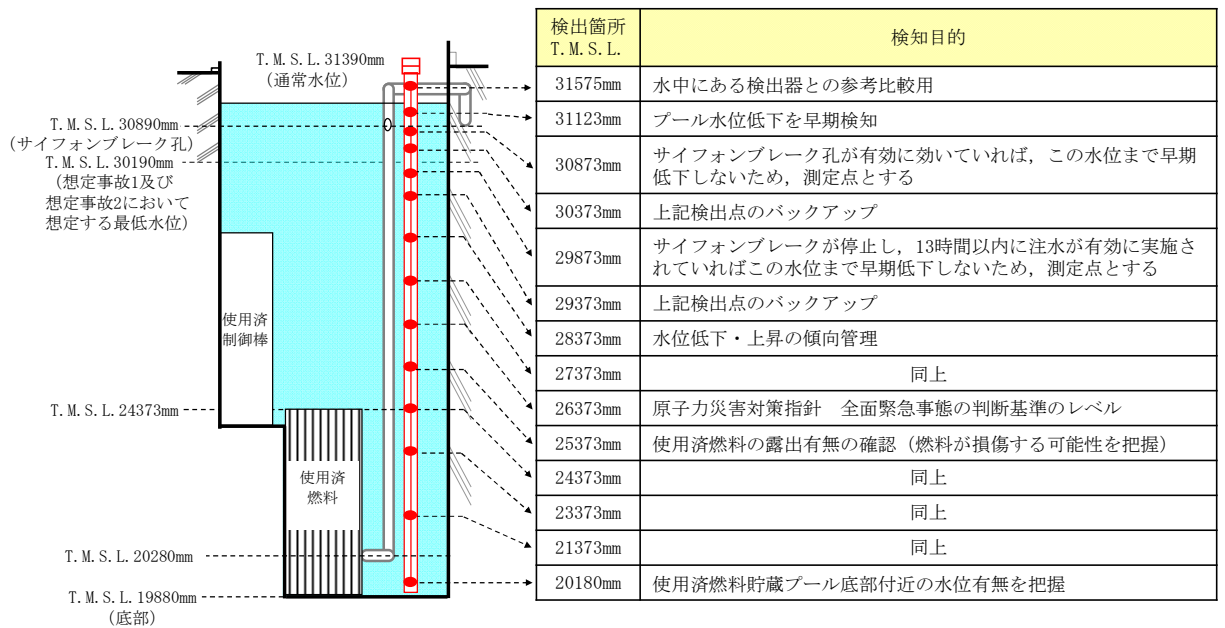 T.M.S.L.31390mm
（通常水位）
T.M.S.L.30890mm
(サイフォンブレーク孔)
T.M.S.L.30190mm
(想定事故1及び
想定事故2において
想定する最低水位)
使用済
制御棒
T.M.S.L.24373mm
使用済
燃料
T.M.S.L.20280mm
T.M.S.L.19880mm
（底部）
検出箇所
T.M.S.L.
検知目的
31575mm 水中にある検出器との参考比較用
31123mm プール水位低下を早期検知
30873mm サイフォンブレーク孔が有効に効いていれば，この水位まで早期
低下しないため，測定点とする
30373mm 上記検出点のバックアップ
29873mm サイフォンブレークが停止し，13時間以内に注水が有効に実施さ
れていればこの水位まで早期低下しないため，測定点とする
29373mm 上記検出点のバックアップ
28373mm 水位低下・上昇の傾向管理
27373mm 同上
26373mm 原子力災害対策指針　全面緊急事態の判断基準のレベル
25373mm 使用済燃料の露出有無の確認（燃料が損傷する可能性を把握）
24373mm 同上
23373mm 同上
21373mm 同上
20180mm 使用済燃料貯蔵プール底部付近の水位有無を把握